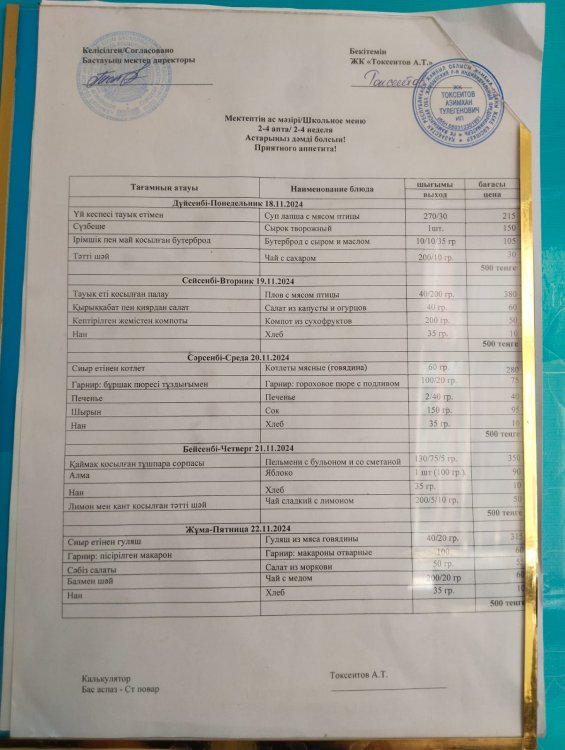 Келісілген/Согласовано
Бастауыш мектеп директоры
Бекітемін
ЖК «Токсеитов А.Т.»
ЖК
ТОКСЕИТОВ
АЗИМХАН
ТУЛЕГЕНОВИЧ
ИП
Мектептің ас мәзірі/Школьное меню
2-4 апта/ 2-4 неделя
Астарыңыз дәмді болсын!
Приятного аппетита!
Тағамның атауы Наименование блюда шығымы выход бағасы цена
Дүйсенбі-Понедельник 18.11.2024
Үй кеспесі тауық етімен Суп лапша с мясом птицы 270/30 215
Сүзбеше Сырок творожный 1шт. 150
Ірімшік пен май қосылған бутерброд Бутерброд с сыром и маслом 10/10/35 гр 105
Тәтті шәй Чай с сахаром 200/10 гр. 30
500 тенге
Сейсенбі-Вторник 19.11.2024
Тауық еті қосылған палау Плов с мясом птицы 40/200 гр. 380
Қырыққабат пен қиярдан салат Салат из капусты и огурцов 40 гр. 60
Кептірілген жемістен компоты Компот из сухофруктов 200 гр. 50
Нан Хлеб 35 гр. 10
500 тенге
Сәрсенбі-Среда 20.11.2024
Сиыр етінен котлет Котлеты мясные (говядина) 60 гр. 280
Гарнир: бұршақ пюресі тұздығымен Гарнир: гороховое пюре с подливом 100/20 гр. 75
Печенье Печенье 2/40 гр. 40
Шырын Сок 150 гр. 95
Нан Хлеб 35 гр. 10
500 тенге
Бейсенбі-Четверг 21.11.2024
Қаймақ қосылған тұшпара сорпасы Пельмени с бульоном и со сметаной 130/75/5 гр. 350
Алма Яблоко 1 шт (100 гр.) 90
Нан Хлеб 35 гр. 10
Лимон мен қант қосылған тәтті шәй Чай сладкий с лимоном 200/5/10 гр. 50
500 тенге
Жұма-Пятница 22.11.2024
Сиыр етінен гуляш Гуляш из мяса говядины 40/20 гр. 315
Гарнир: пісірілген макарон Гарнир: макароны отварные 100 60
Сәбіз салаты Салат из моркови 50 гр. 55
Балмен шәй Чай с медом 200/20 гр 60
Нан Хлеб 35 гр. 10
500 тенге
Калькулятор Токсеитов А.Т.
Бас аспаз - Ст повар